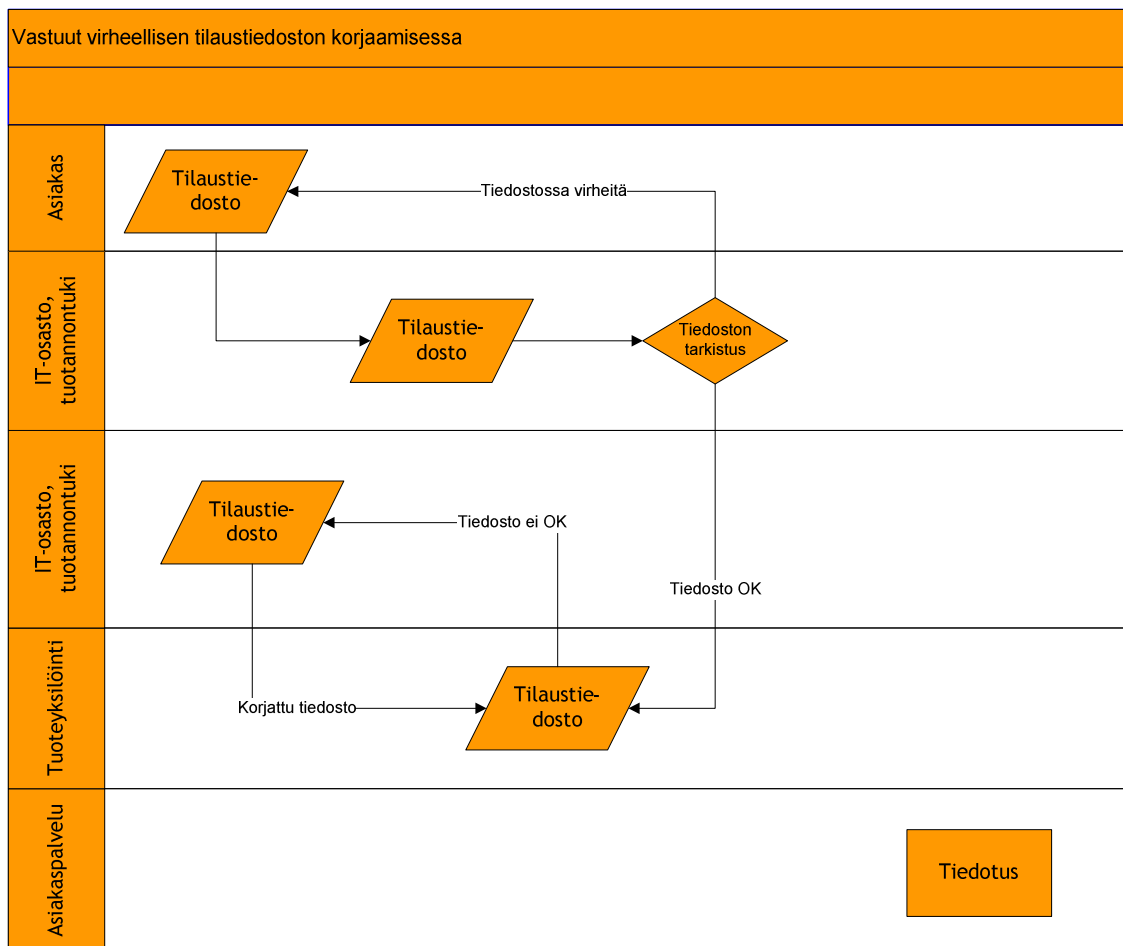 Vastuut virheellisen tilaustiedoston korjaamisessa
Asiakas
Tilaustie-
dosto
Tiedostossa virheitä
IT-osasto,
tuotannontuki
Tilaustie-
dosto
Tiedoston
tarkistus
IT-osasto,
tuotannontuki
Tilaustie-
dosto
Tiedosto ei OK
Tiedosto OK
Tuoteyksilöinti
Korjattu tiedosto
Tilaustie-
dosto
Asiakaspalvelu
Tiedotus